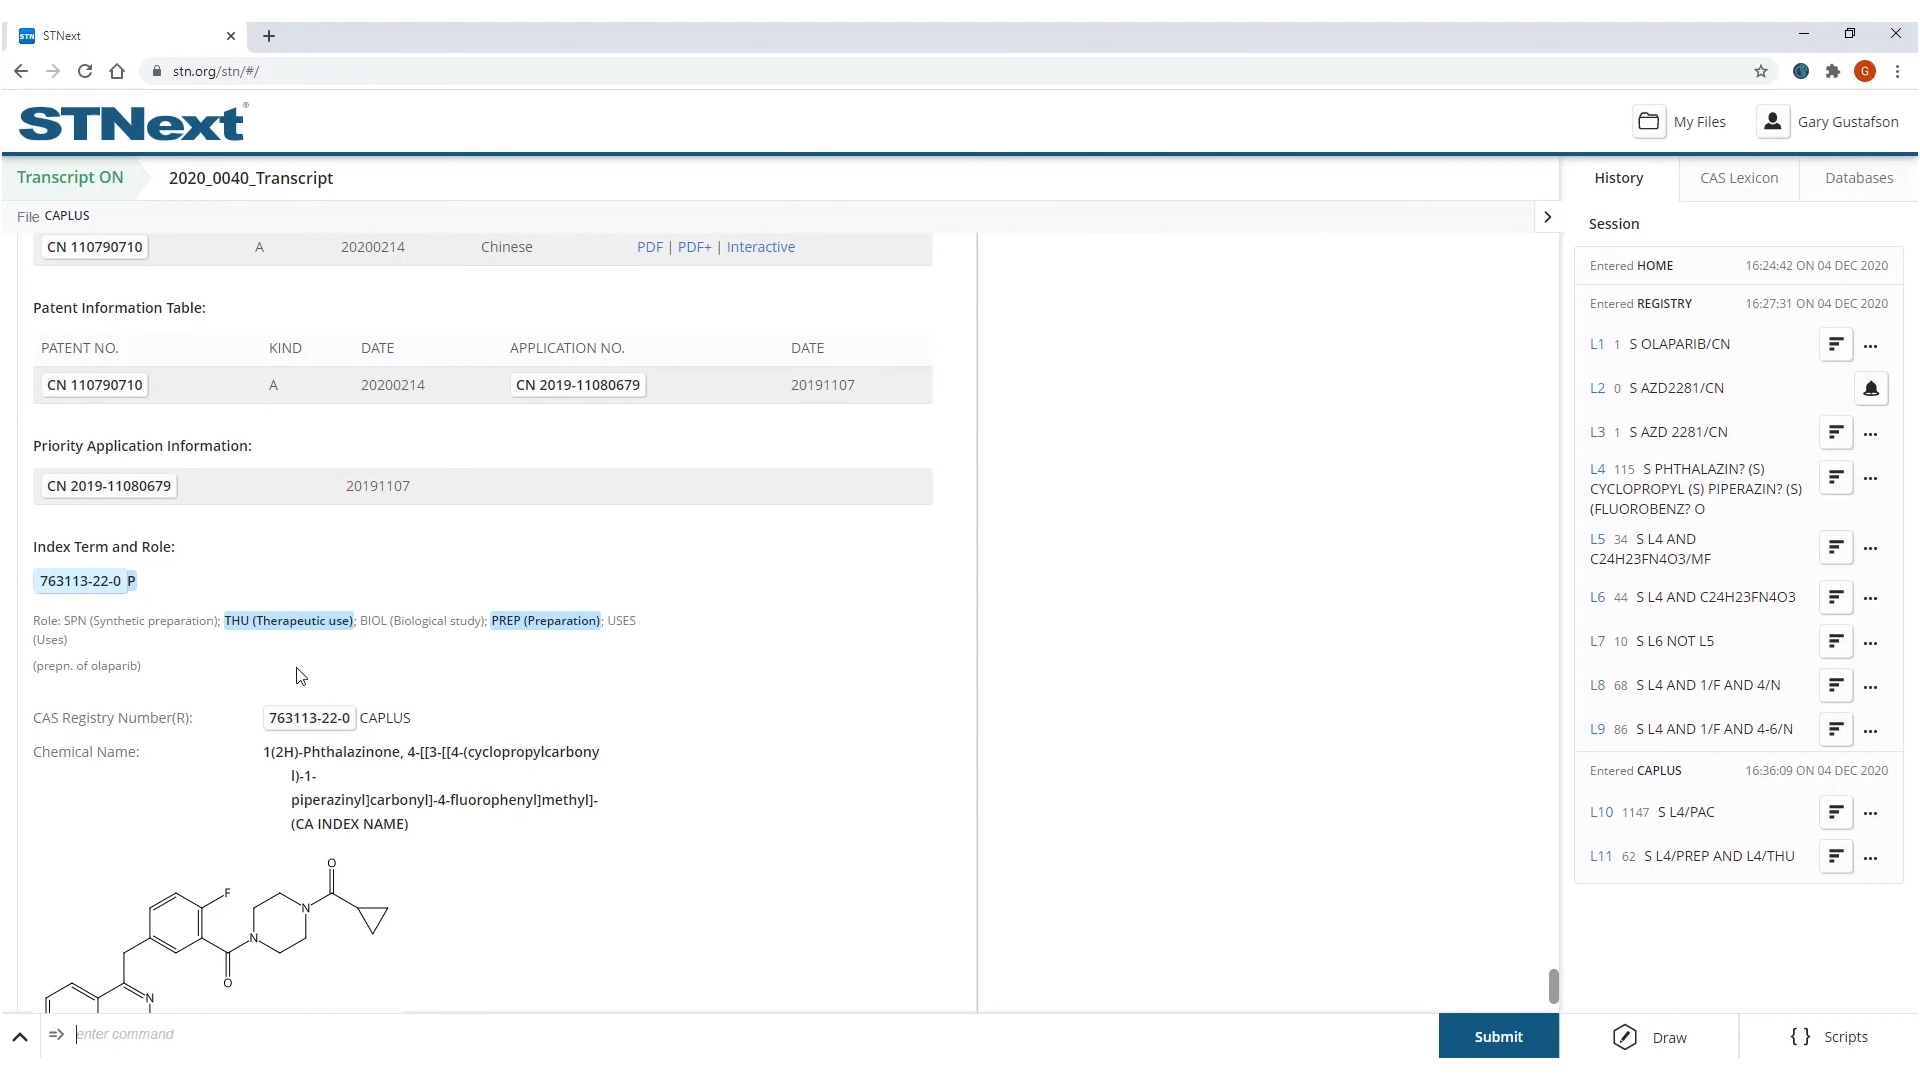 STN STNext
stn.org/stn/#/
G
STNext®
My Files
Gary Gustafson
Transcript ON 2020_0040_Transcript
File CAPLUS
CN 110790710 A 20200214 Chinese PDF | PDF+ | Interactive
Patent Information Table:
PATENT NO. KIND DATE APPLICATION NO. DATE
CN 110790710 A 20200214 CN 2019-11080679 20191107
Priority Application Information:
CN 2019-11080679 20191107
Index Term and Role:
763113-22-0 P
Role: SPN (Synthetic preparation); THU (Therapeutic use); BIOL (Biological study); PREP (Preparation); USES
(Uses)
(prepn. of olaparib)
CAS Registry Number(R): 763113-22-0 CAPLUS
Chemical Name: 1(2H)-Phthalazinone, 4-[[3-[[4-(cyclopropylcarbony
l)-1-
piperazinyl]carbonyl]-4-fluorophenyl]methyl]-
(CA INDEX NAME)
O
F
N
N
O
N
=> enter command
Submit
History CAS Lexicon Databases
Session
Entered HOME 16:24:42 ON 04 DEC 2020
Entered REGISTRY 16:27:31 ON 04 DEC 2020
L1 1 S OLAPARIB/CN
L2 0 S AZD2281/CN
L3 1 S AZD 2281/CN
L4 115 S PHTHALAZIN? (S)
CYCLOPROPYL (S) PIPERAZIN? (S)
(FLUOROBENZ? O
L5 34 S L4 AND
C24H23FN4O3/MF
L6 44 S L4 AND C24H23FN4O3
L7 10 S L6 NOT L5
L8 68 S L4 AND 1/F AND 4/N
L9 86 S L4 AND 1/F AND 4-6/N
Entered CAPLUS 16:36:09 ON 04 DEC 2020
L10 1147 S L4/PAC
L11 62 S L4/PREP AND L4/THU
Draw
{ } Scripts